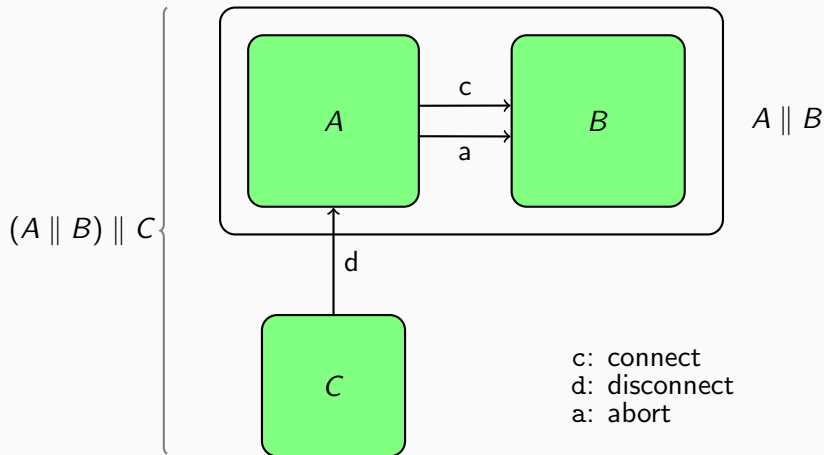 c
A
B
A ∥ B
a
(A ∥ B) ∥ C
d
C
c: connect
d: disconnect
a: abort